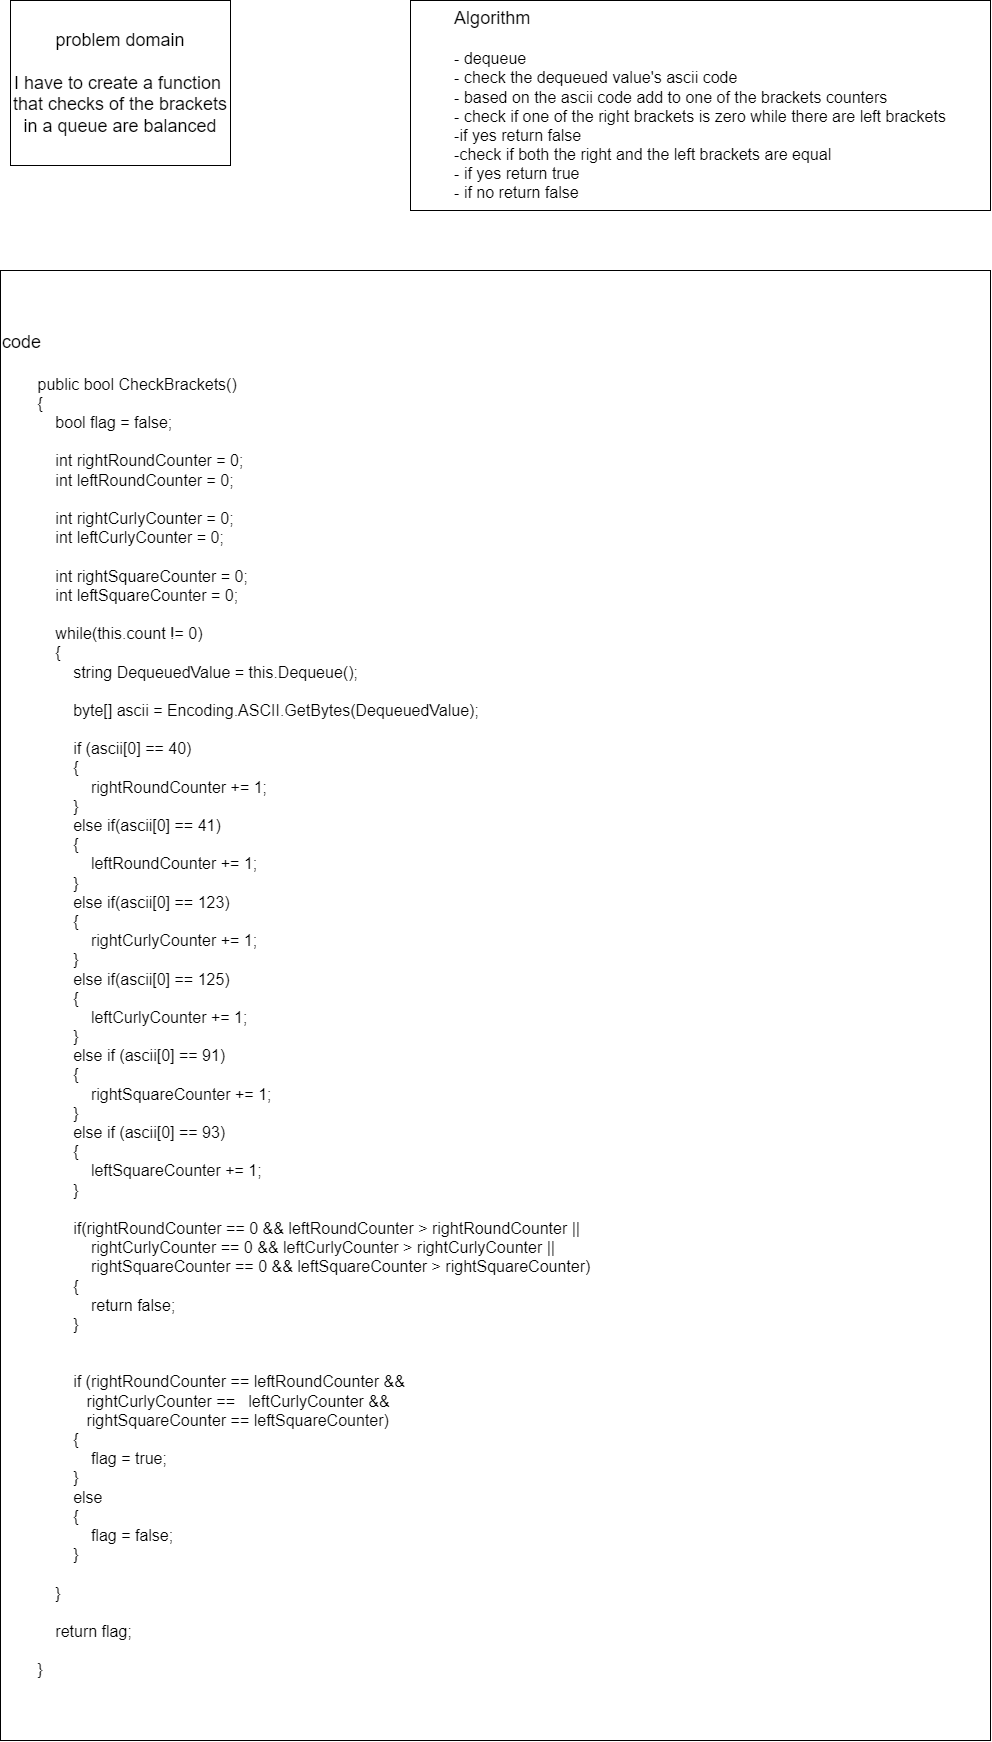 problem domain
I have to create a function
that checks of the brackets
in a queue are balanced
Algorithm
- dequeue
- check the dequeued value's ascii code
- based on the ascii code add to one of the brackets counters
- check if one of the right brackets is zero while there are left brackets
-if yes return false
-check if both the right and the left brackets are equal
- if yes return true
- if no return false
code
public bool CheckBrackets()
{
bool flag = false;
int rightRoundCounter = 0;
int leftRoundCounter = 0;
int rightCurlyCounter = 0;
int leftCurlyCounter = 0;
int rightSquareCounter = 0;
int leftSquareCounter = 0;
while(this.count != 0)
{
string DequeuedValue = this.Dequeue();
byte[] ascii = Encoding.ASCII.GetBytes(DequeuedValue);
if (ascii[0] == 40)
{
rightRoundCounter += 1;
}
else if(ascii[0] == 41)
{
leftRoundCounter += 1;
}
else if(ascii[0] == 123)
{
rightCurlyCounter += 1;
}
else if(ascii[0] == 125)
{
leftCurlyCounter += 1;
}
else if (ascii[0] == 91)
{
rightSquareCounter += 1;
}
else if (ascii[0] == 93)
{
leftSquareCounter += 1;
}
if(rightRoundCounter == 0 && leftRoundCounter > rightRoundCounter ||
rightCurlyCounter == 0 && leftCurlyCounter > rightCurlyCounter ||
rightSquareCounter == 0 && leftSquareCounter > rightSquareCounter)
{
return false;
}
if (rightRoundCounter == leftRoundCounter &&
rightCurlyCounter ==   leftCurlyCounter &&
rightSquareCounter == leftSquareCounter)
{
flag = true;
}
else
{
flag = false;
}
}
return flag;
}